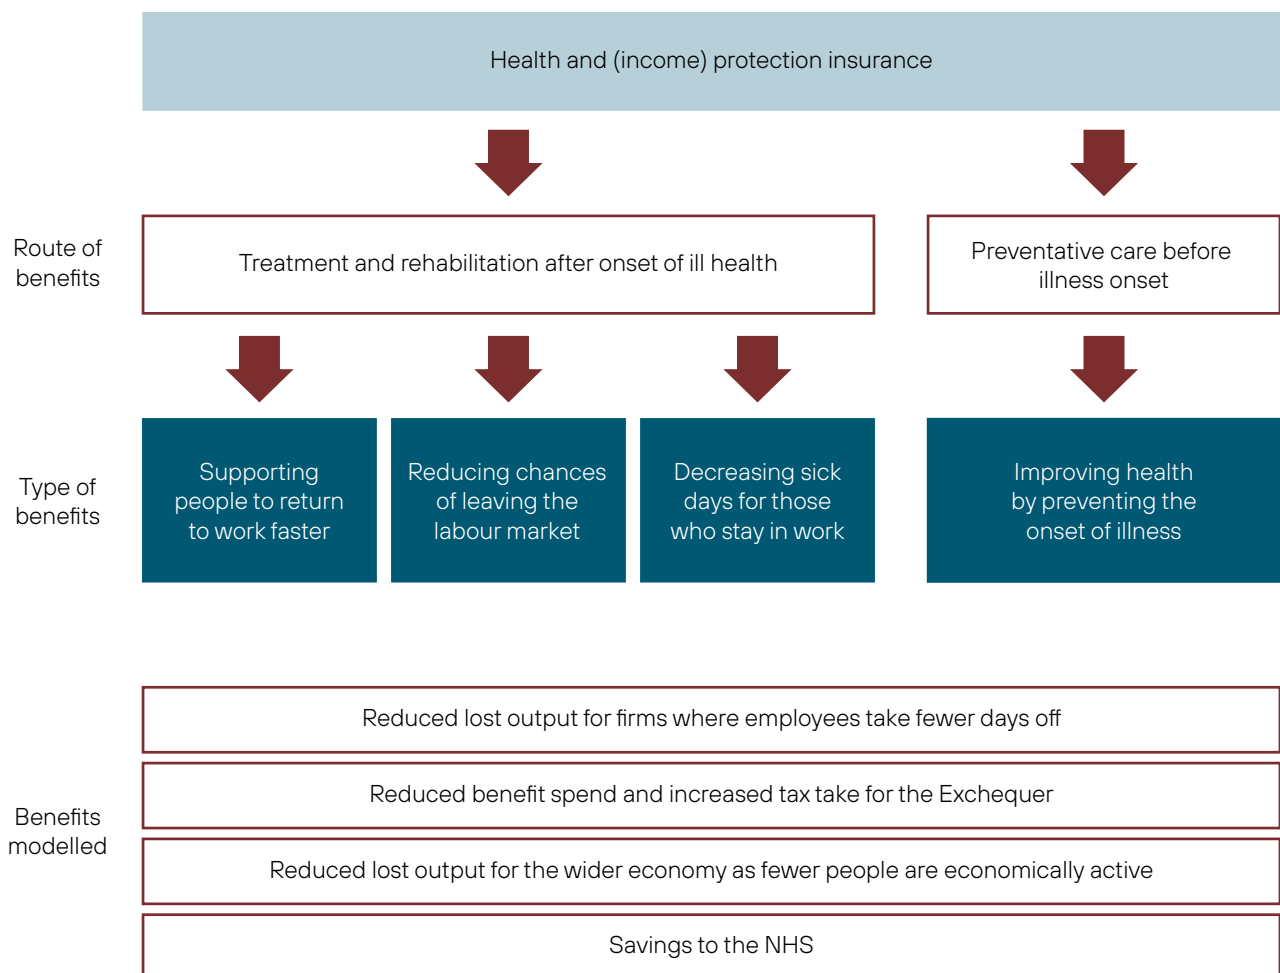 Health and (income) protection insurance
Route of
benefits
Treatment and rehabilitation after onset of ill health
Preventative care before
illness onset
Type of
benefits
Supporting
people to return
to work faster
Reducing chances
of leaving the
labour market
Decreasing sick
days for those
who stay in work
Improving health
by preventing the
onset of illness
Benefits
modelled
Reduced lost output for firms where employees take fewer days off
Reduced benefit spend and increased tax take for the Exchequer
Reduced lost output for the wider economy as fewer people are economically active
Savings to the NHS